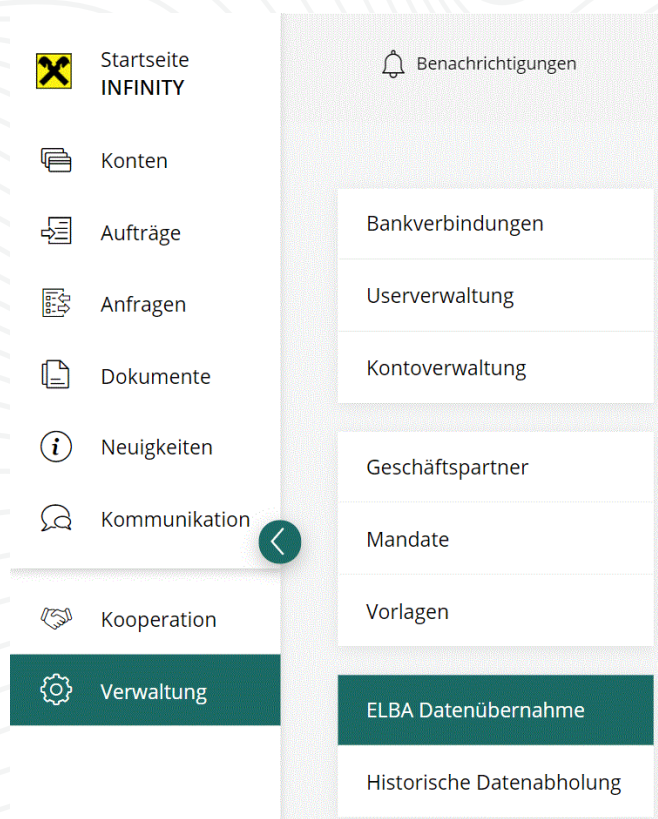 Startseite
INFINITY
Konten
Aufträge
Anfragen
Dokumente
Neuigkeiten
Kommunikation
Kooperation
Verwaltung
Benachrichtigungen
Bankverbindungen
Userverwaltung
Kontoverwaltung
Geschäftspartner
Mandate
Vorlagen
ELBA Datenübernahme
Historische Datenabholung